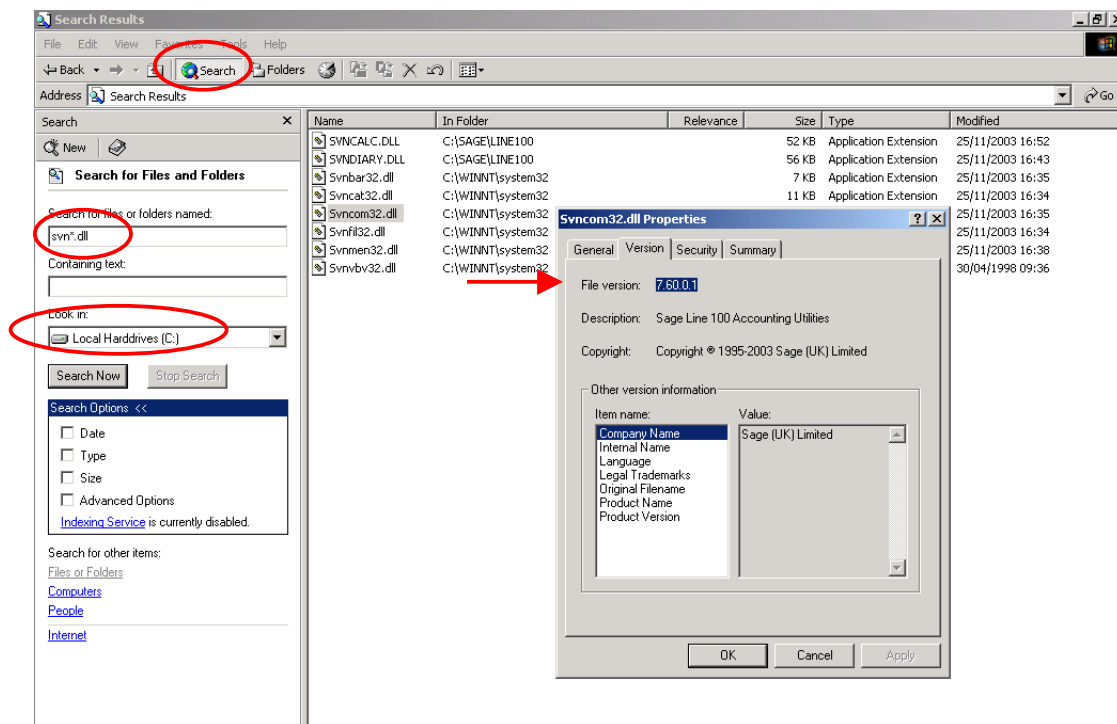 Search Results
File Edit View Favorites Tools Help
Back Search Folders
Address Search Results Go
Search
New
Search for Files and Folders
Search for files or folders named:
svn*.dll
Containing text:
Look in:
Local Harddrives (C:)
Search Now Stop Search
Search Options <<
Date
Type
Size
Advanced Options
Indexing Service is currently disabled.
Search for other items:
Files or Folders
Computers
People
Internet
Name In Folder Relevance Size Type Modified
SVNCALC.DLL C:\SAGE\LINE100 52 KB Application Extension 25/11/2003 16:52
SVNDIARY.DLL C:\SAGE\LINE100 56 KB Application Extension 25/11/2003 16:43
Svnbar32.dll C:\WINNT\system32 7 KB Application Extension 25/11/2003 16:35
Svncat32.dll C:\WINNT\system32 11 KB Application Extension 25/11/2003 16:34
Svncom32.dll C:\WINNT\system32 25/11/2003 16:35
Svnfil32.dll C:\WINNT\system32 25/11/2003 16:34
Svnmen32.dll C:\WINNT\system32 25/11/2003 16:38
Svnvbv32.dll C:\WINNT\system32 30/04/1998 09:36
Svncom32.dll Properties
General Version Security Summary
File version: 7.60.0.1
Description: Sage Line 100 Accounting Utilities
Copyright: Copyright © 1995-2003 Sage (UK) Limited
Other version information
Item name: Value:
Company Name Sage (UK) Limited
Internal Name
Language
Legal Trademarks
Original Filename
Product Name
Product Version
OK Cancel Apply